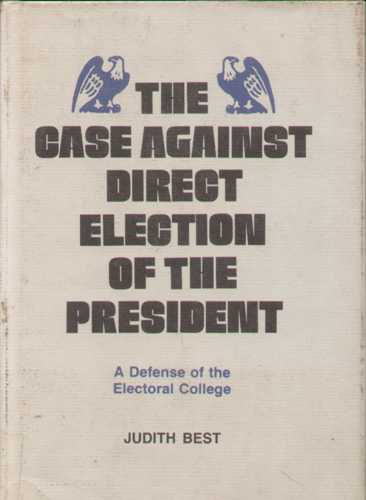 THE
CASE AGAINST
DIRECT
ELECTION
OF THE
PRESIDENT
A Defense of the
Electoral College
JUDITH BEST